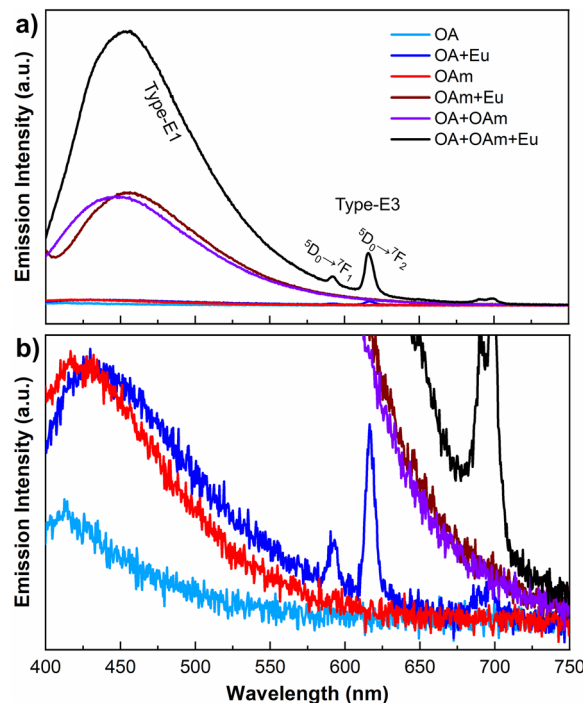 a)
Emission Intensity (a.u.)
Type-E1
OA
OA+Eu
OAm
OAm+Eu
OA+OAm
OA+OAm+Eu
Type-E3
⁵D₀→⁷F₁
⁵D₀→⁷F₂
b)
Emission Intensity (a.u.)
400 450 500 550 600 650 700 750
Wavelength (nm)